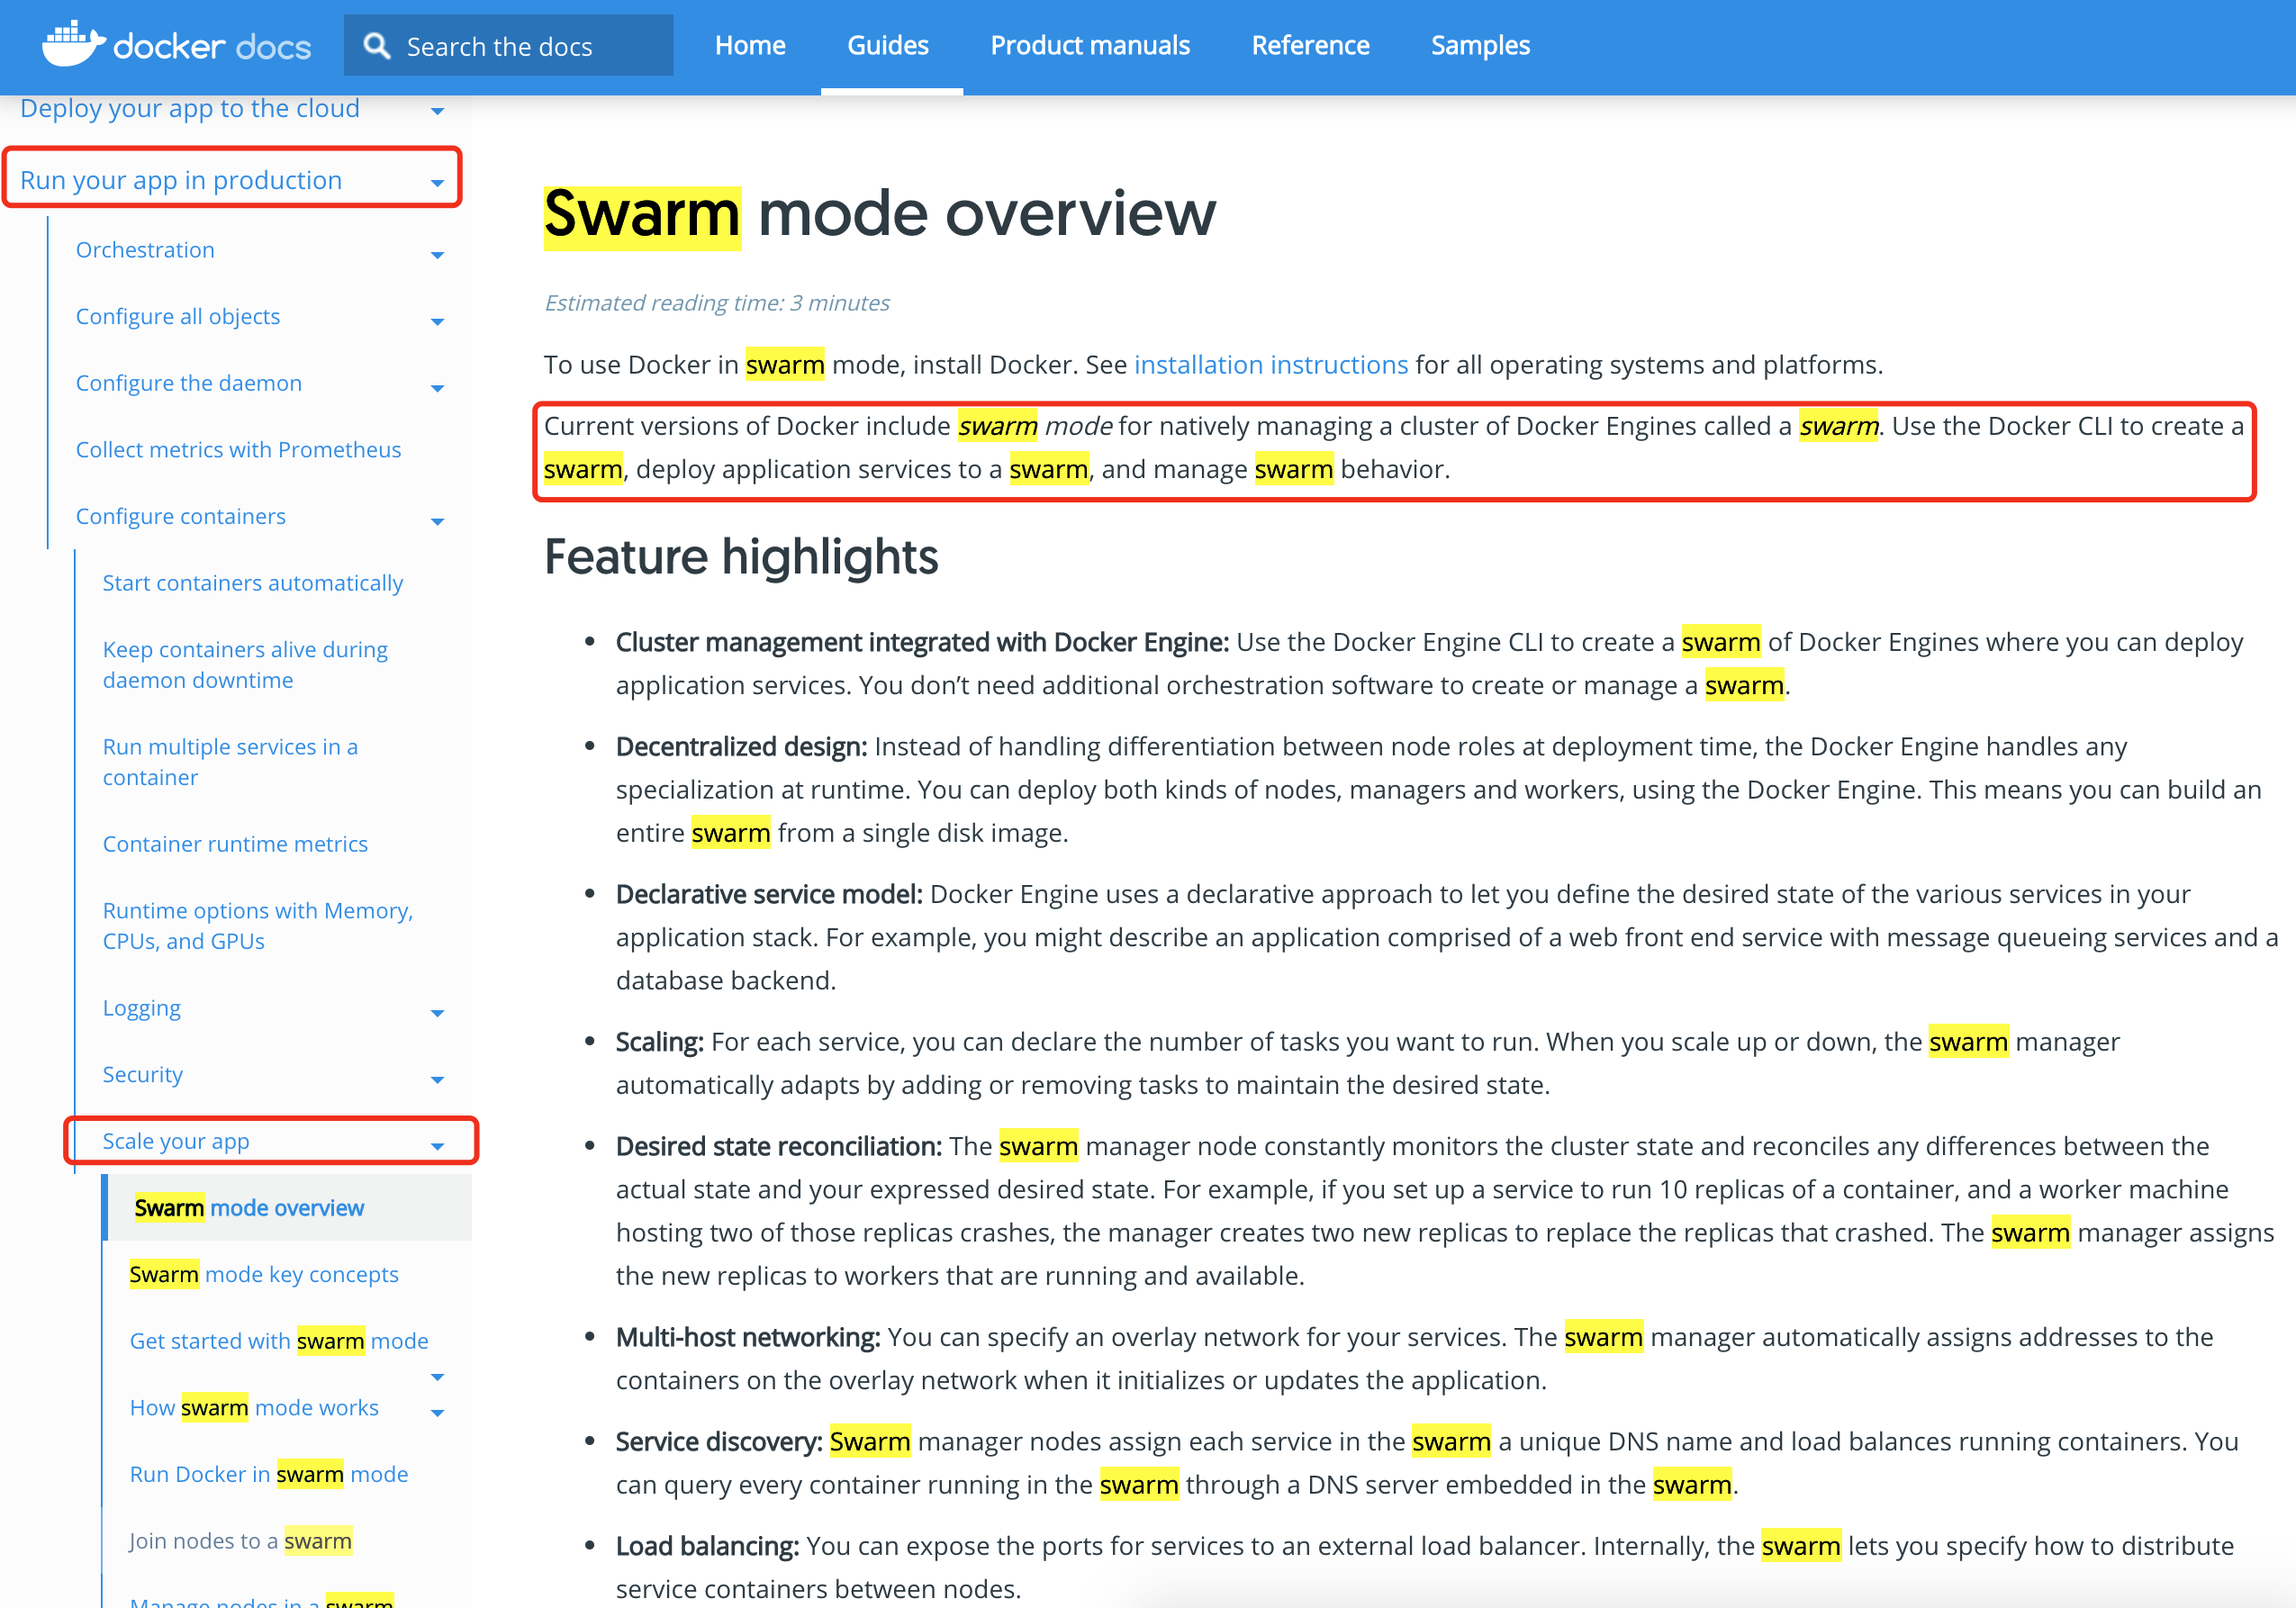 docker docs
Search the docs
Home
Guides
Product manuals
Reference
Samples
Deploy your app to the cloud
Run your app in production
Orchestration
Configure all objects
Configure the daemon
Collect metrics with Prometheus
Configure containers
Start containers automatically
Keep containers alive during
daemon downtime
Run multiple services in a
container
Container runtime metrics
Runtime options with Memory,
CPUs, and GPUs
Logging
Security
Scale your app
Swarm mode overview
Swarm mode key concepts
Get started with swarm mode
How swarm mode works
Run Docker in swarm mode
Join nodes to a swarm
Manage nodes in a swarm
Swarm mode overview
Estimated reading time: 3 minutes
To use Docker in swarm mode, install Docker. See installation instructions for all operating systems and platforms.
Current versions of Docker include swarm mode for natively managing a cluster of Docker Engines called a swarm. Use the Docker CLI to create a
swarm, deploy application services to a swarm, and manage swarm behavior.
Feature highlights
• Cluster management integrated with Docker Engine: Use the Docker Engine CLI to create a swarm of Docker Engines where you can deploy
application services. You don’t need additional orchestration software to create or manage a swarm.
• Decentralized design: Instead of handling differentiation between node roles at deployment time, the Docker Engine handles any
specialization at runtime. You can deploy both kinds of nodes, managers and workers, using the Docker Engine. This means you can build an
entire swarm from a single disk image.
• Declarative service model: Docker Engine uses a declarative approach to let you define the desired state of the various services in your
application stack. For example, you might describe an application comprised of a web front end service with message queueing services and a
database backend.
• Scaling: For each service, you can declare the number of tasks you want to run. When you scale up or down, the swarm manager
automatically adapts by adding or removing tasks to maintain the desired state.
• Desired state reconciliation: The swarm manager node constantly monitors the cluster state and reconciles any differences between the
actual state and your expressed desired state. For example, if you set up a service to run 10 replicas of a container, and a worker machine
hosting two of those replicas crashes, the manager creates two new replicas to replace the replicas that crashed. The swarm manager assigns
the new replicas to workers that are running and available.
• Multi-host networking: You can specify an overlay network for your services. The swarm manager automatically assigns addresses to the
containers on the overlay network when it initializes or updates the application.
• Service discovery: Swarm manager nodes assign each service in the swarm a unique DNS name and load balances running containers. You
can query every container running in the swarm through a DNS server embedded in the swarm.
• Load balancing: You can expose the ports for services to an external load balancer. Internally, the swarm lets you specify how to distribute
service containers between nodes.